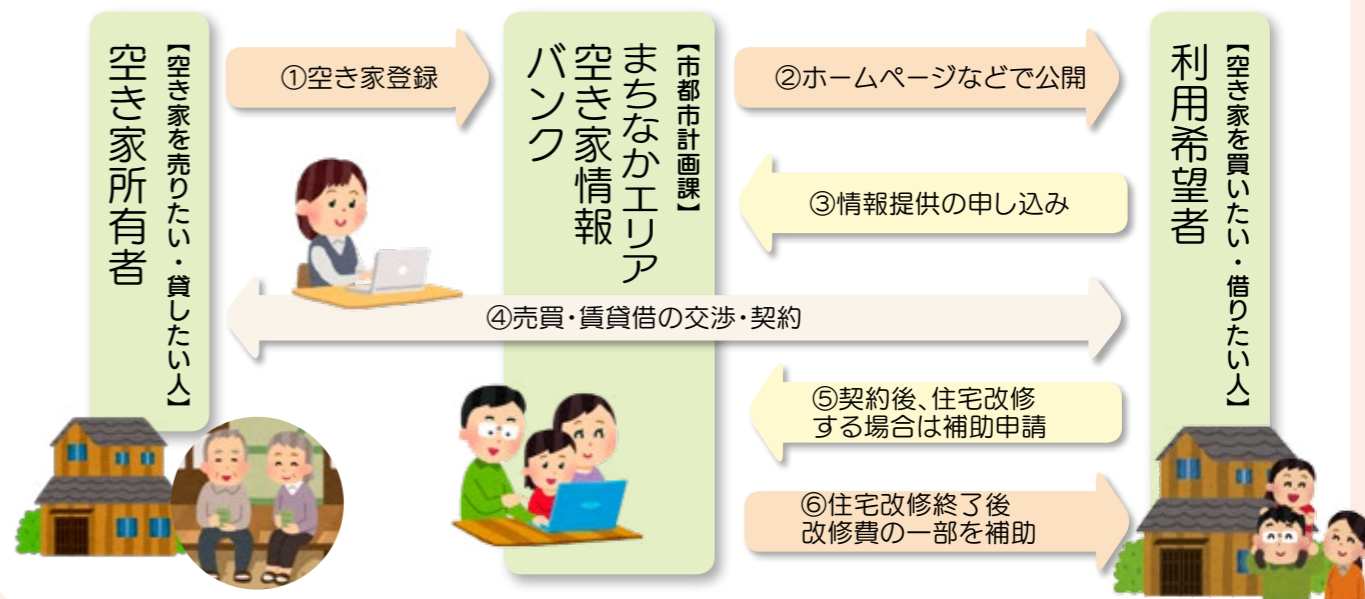 【空き家を売りたい・貸したい人】
空き家所有者
①空き家登録
【市都市計画課】
まちなかエリア
空き家情報
バンク
②ホームページなどで公開
③情報提供の申し込み
④売買・賃貸借の交渉・契約
⑤契約後、住宅改修
する場合は補助申請
⑥住宅改修終了後
改修費の一部を補助
【空き家を買いたい・借りたい人】
利用希望者